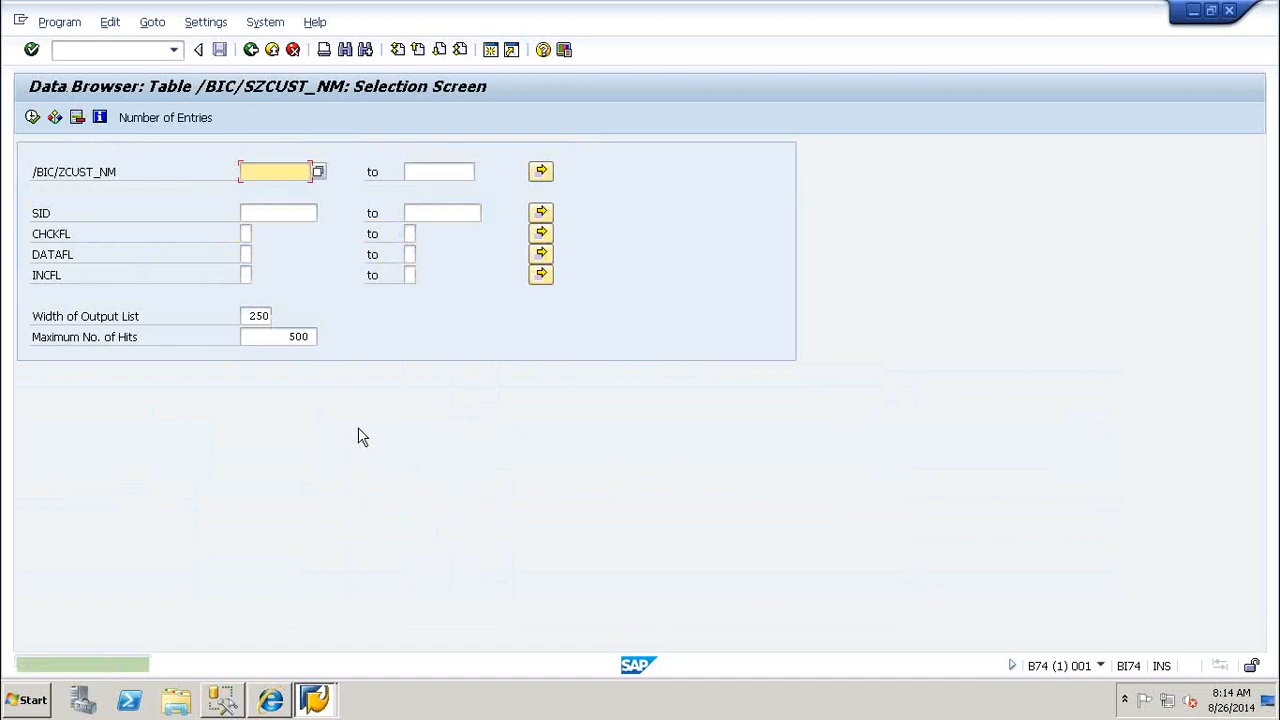 Program Edit Goto Settings System Help
Data Browser: Table /BIC/SZCUST_NM: Selection Screen
Number of Entries
/BIC/ZCUST_NM to
SID to
CHCKFL to
DATAFL to
INCFL to
Width of Output List 250
Maximum No. of Hits 500
SAP B74 (1) 001 BI74 INS
Start 8:14 AM
8/26/2014